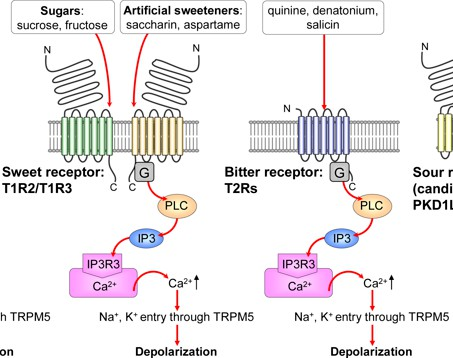 Sugars:
sucrose, fructose
Artificial sweeteners:
saccharin, aspartame
quinine, denatonium,
salicin
N
N
N
Sweet receptor:
T1R2/T1R3
C
C
G
PLC
IP3
IP3R3
Ca²⁺
Ca²⁺
Na⁺, K⁺ entry through TRPM5
Depolarization
Bitter receptor:
T2Rs
C
G
PLC
IP3
IP3R3
Ca²⁺
Ca²⁺
Na⁺, K⁺ entry through TRPM5
Depolarization
Sour r
(candi
PKD1L
h TRPM5
on